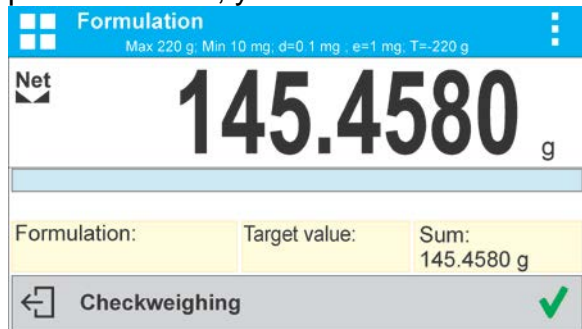 Formulation
Max 220 g; Min 10 mg; d=0.1 mg ; e=1 mg; T=-220 g
Net
145.4580 g
Formulation: Target value: Sum:
145.4580 g
Checkweighing